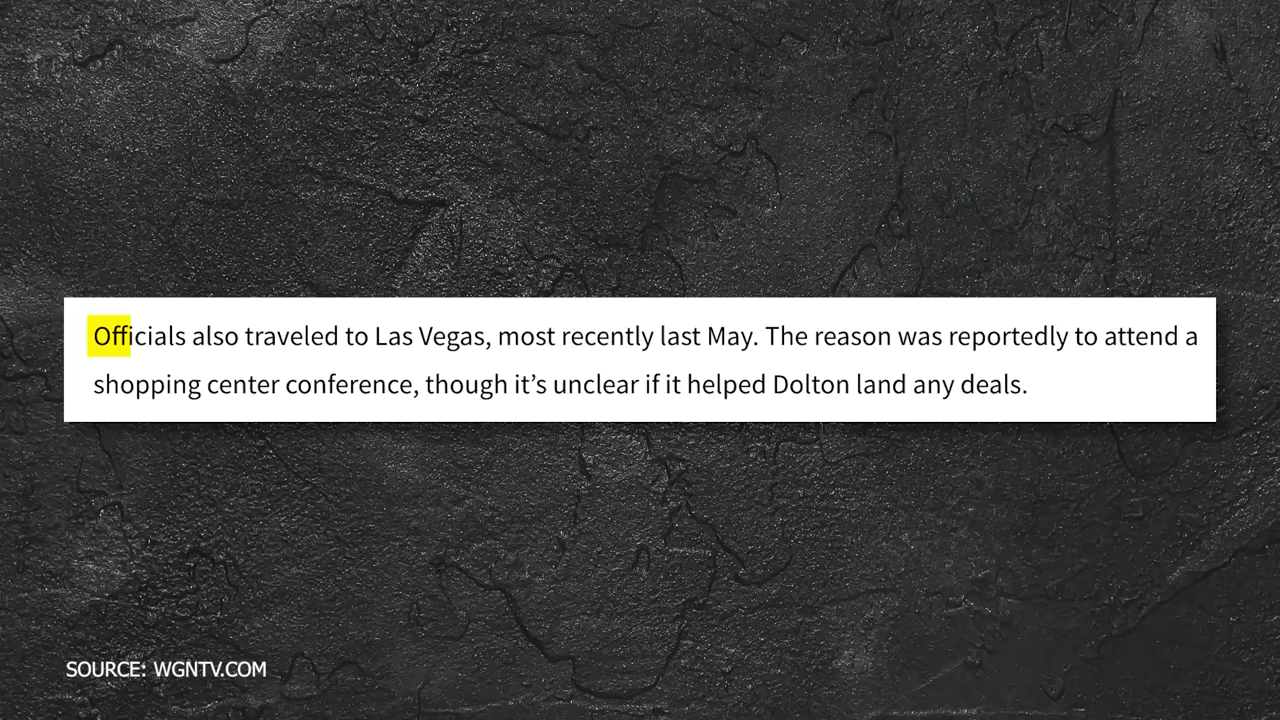 Officials also traveled to Las Vegas, most recently last May. The reason was reportedly to attend a
shopping center conference, though it’s unclear if it helped Dolton land any deals.
SOURCE: WGNTV.COM